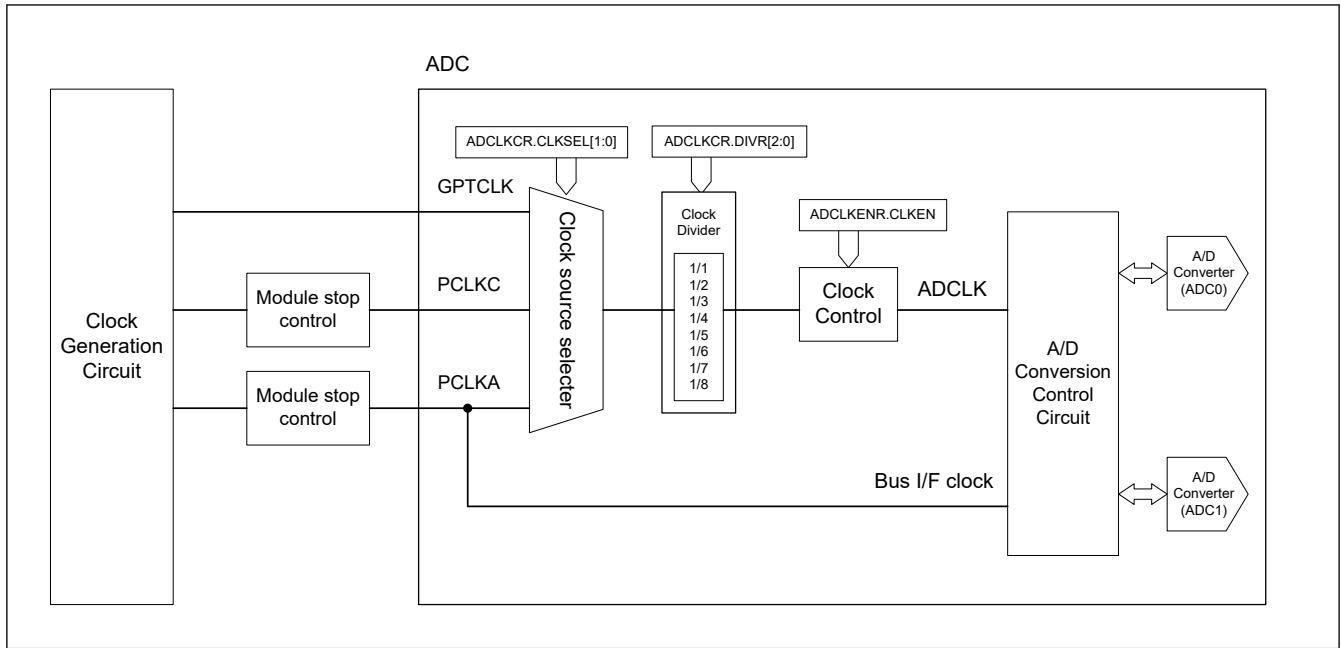 ADC
ADCLKCR.CLKSEL[1:0]
ADCLKCR.DIVR[2:0]
GPTCLK
Clock
Divider
ADCLKENR.CLKEN
A/D
Converter
(ADC0)
1/1
1/2
1/3
1/4
1/5
1/6
1/7
1/8
Clock source selecter
Module stop
control
PCLKC
Clock
Control
ADCLK
Clock
Generation
Circuit
A/D
Conversion
Control
Circuit
Module stop
control
PCLKA
Bus I/F clock
A/D
Converter
(ADC1)